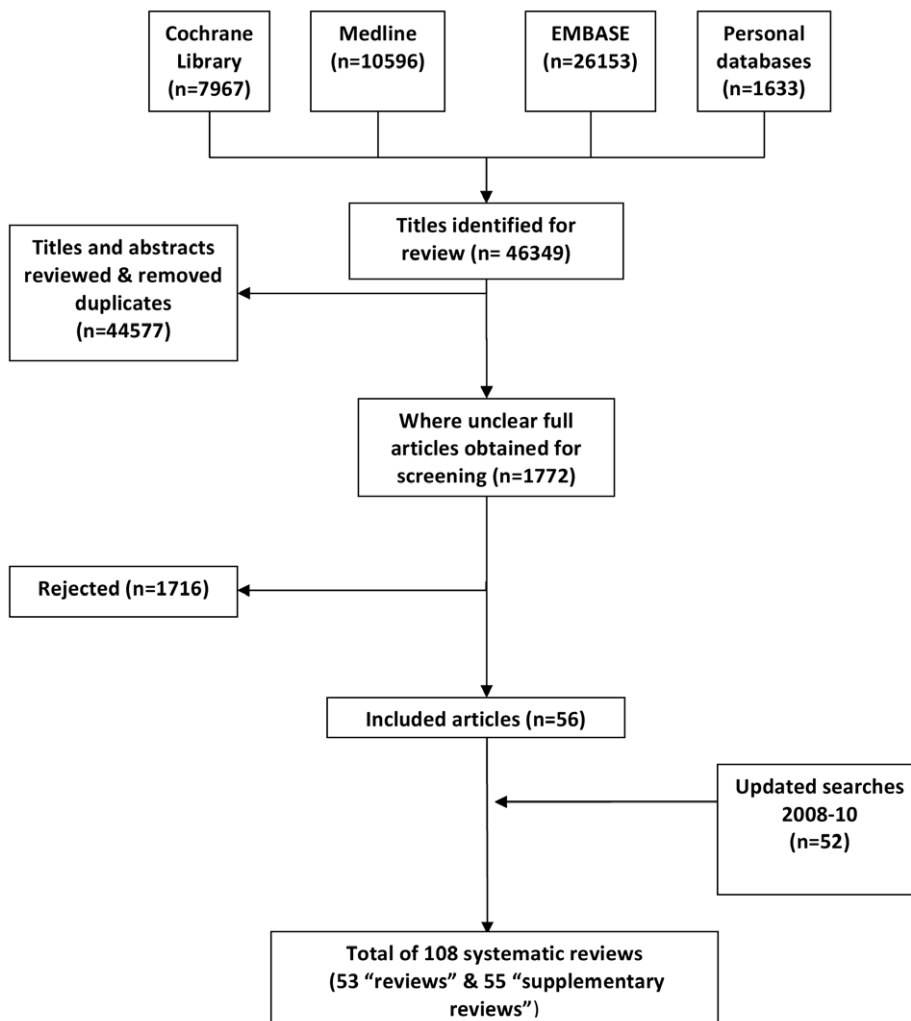 Cochrane
Library
(n=7967)
Medline
(n=10596)
EMBASE
(n=26153)
Personal
databases
(n=1633)
Titles identified for
review (n= 46349)
Titles and abstracts
reviewed & removed
duplicates
(n=44577)
Where unclear full
articles obtained for
screening (n=1772)
Rejected (n=1716)
Included articles (n=56)
Updated searches
2008-10
(n=52)
Total of 108 systematic reviews
(53 “reviews” & 55 “supplementary
reviews”)